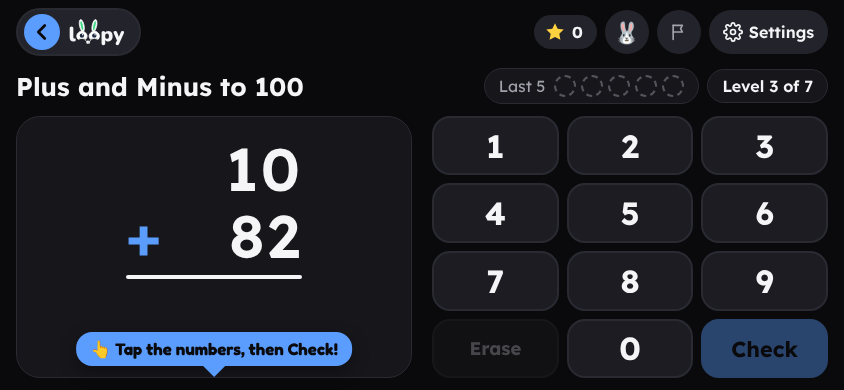 loopy
0
Settings
Plus and Minus to 100
Last 5
Level 3 of 7
10
+ 82
👆 Tap the numbers, then Check!
1 2 3
4 5 6
7 8 9
Erase 0 Check